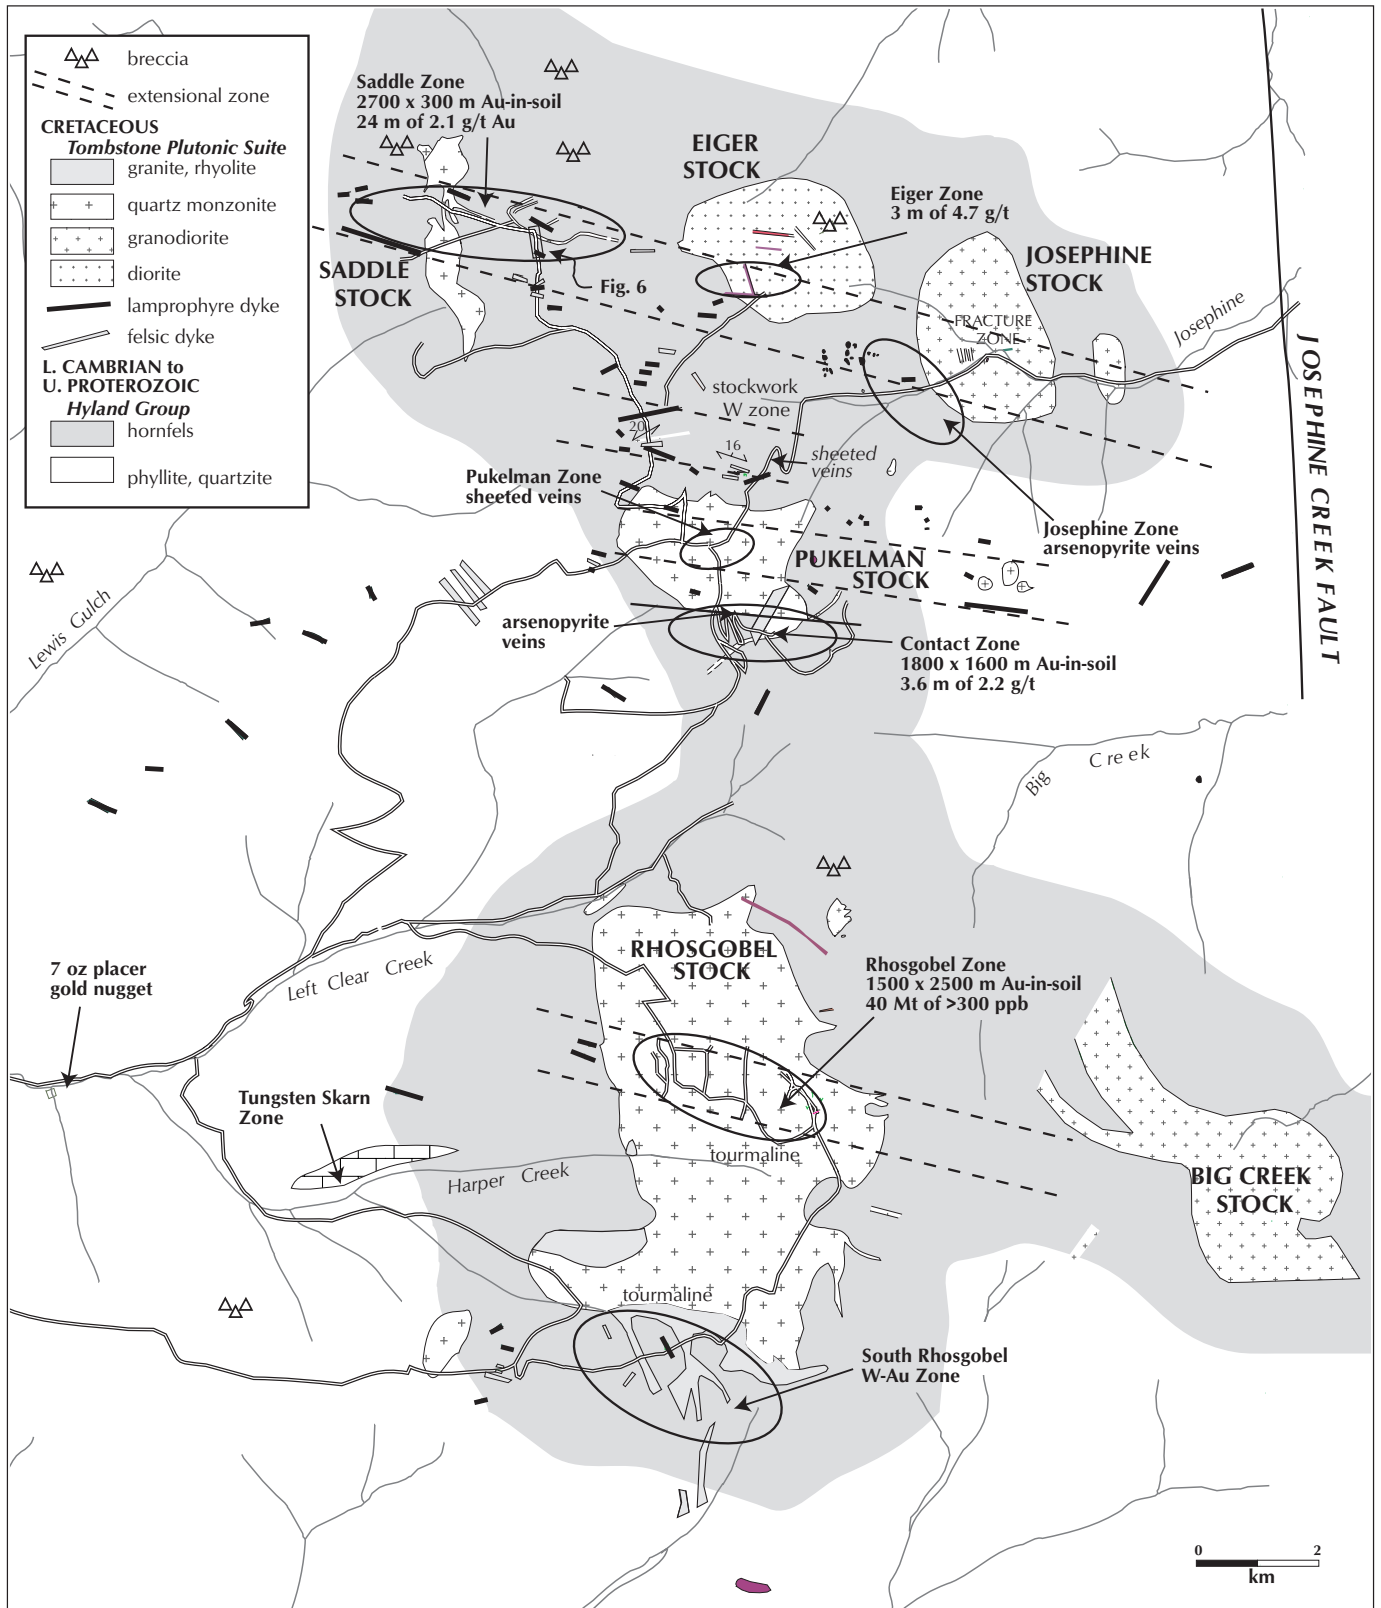 breccia
extensional zone
CRETACEOUS
Tombstone Plutonic Suite
granite, rhyolite
quartz monzonite
granodiorite
diorite
lamprophyre dyke
felsic dyke
L. CAMBRIAN to
U. PROTEROZOIC
Hyland Group
hornfels
phyllite, quartzite
Saddle Zone
2700 x 300 m Au-in-soil
24 m of 2.1 g/t Au
EIGER
STOCK
Eiger Zone
3 m of 4.7 g/t
SADDLE
STOCK
Fig. 6
JOSEPHINE
STOCK
FRACTURE
ZONE
Josephine
JOSEPHINE CREEK FAULT
stockwork
W zone
20
16
sheeted
veins
Pukelman Zone
sheeted veins
Josephine Zone
arsenopyrite veins
PUKELMAN
STOCK
Lewis Gulch
arsenopyrite
veins
Contact Zone
1800 x 1600 m Au-in-soil
3.6 m of 2.2 g/t
Big Creek
RHOSGOBEL
STOCK
Left Clear Creek
7 oz placer
gold nugget
Rhosgobel Zone
1500 x 2500 m Au-in-soil
40 Mt of >300 ppb
Tungsten Skarn
Zone
tourmaline
Harper Creek
BIG CREEK
STOCK
tourmaline
South Rhosgobel
W-Au Zone
0 2
km